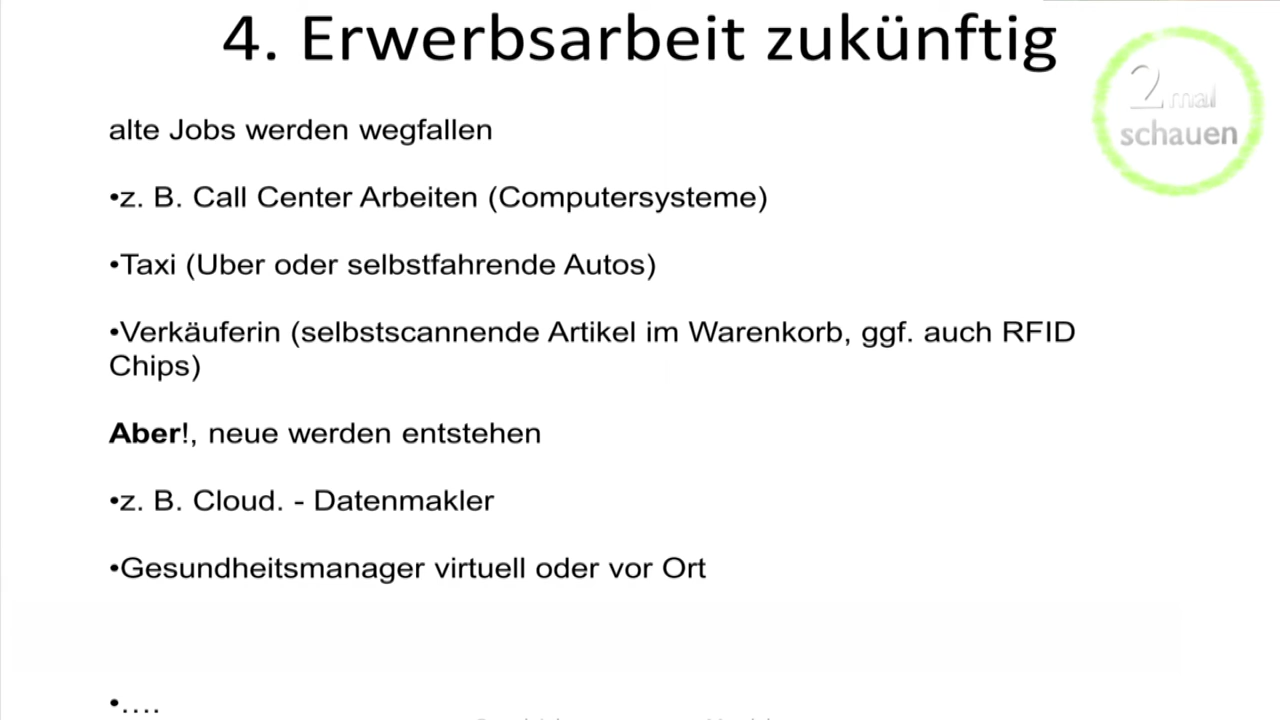 4. Erwerbsarbeit zukünftig
2 mal
schauen
alte Jobs werden wegfallen
•z. B. Call Center Arbeiten (Computersysteme)
•Taxi (Uber oder selbstfahrende Autos)
•Verkäuferin (selbstscannende Artikel im Warenkorb, ggf. auch RFID
Chips)
Aber!, neue werden entstehen
•z. B. Cloud. - Datenmakler
•Gesundheitsmanager virtuell oder vor Ort
•....